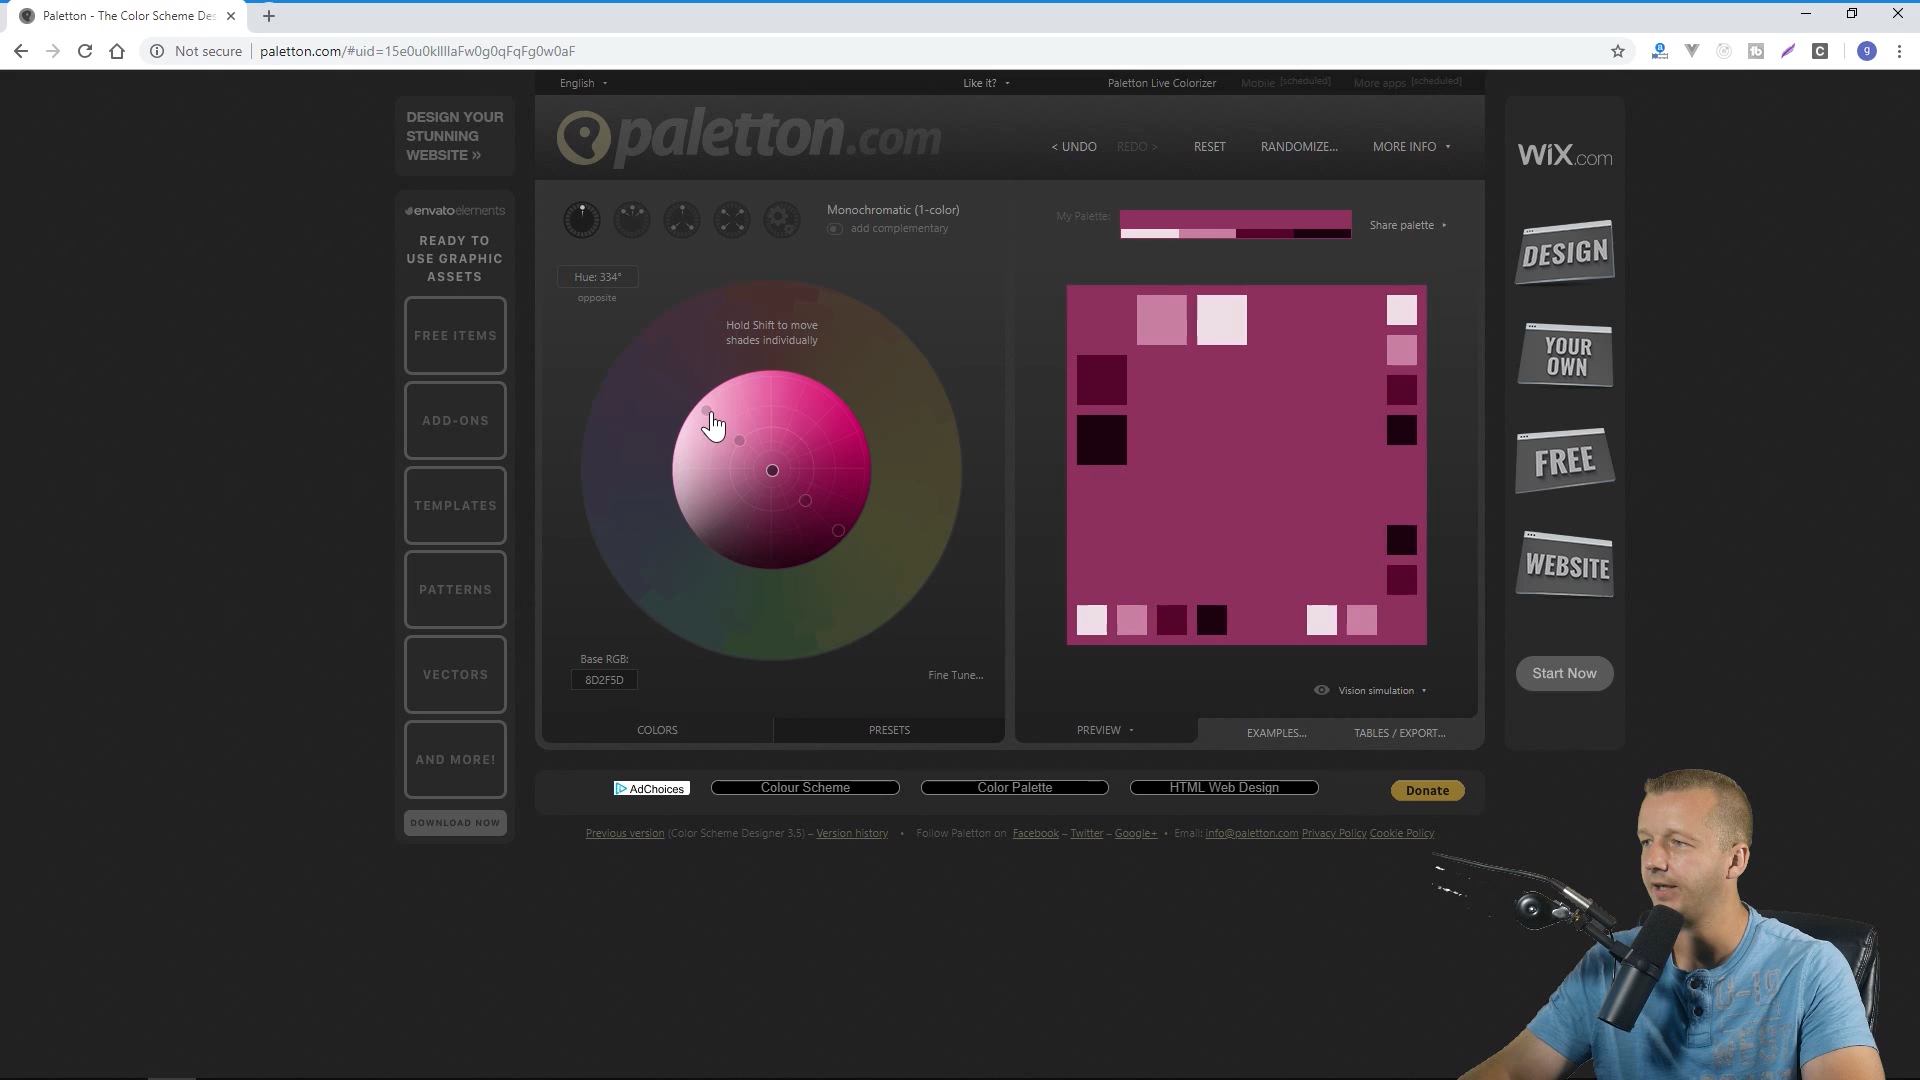 Paletton - The Color Scheme Des
Not secure
paletton.com/#uid=15e0u0kllllaFw0g0qFqFg0w0aF
g
English
Like it?
Paletton Live Colorizer
Mobile [scheduled]
More apps [scheduled]
DESIGN YOUR
STUNNING
WEBSITE »
paletton.com
< UNDO
REDO >
RESET
RANDOMIZE...
MORE INFO
WiX.com
envatoelements
READY TO
USE GRAPHIC
ASSETS
FREE ITEMS
ADD-ONS
TEMPLATES
PATTERNS
VECTORS
AND MORE!
DOWNLOAD NOW
Monochromatic (1-color)
add complementary
My Palette:
Share palette
Hue: 334°
opposite
Hold Shift to move
shades individually
Base RGB:
8D2F5D
Fine Tune...
Vision simulation
COLORS
PRESETS
PREVIEW
EXAMPLES...
TABLES / EXPORT...
DESIGN
YOUR
OWN
FREE
WEBSITE
Start Now
AdChoices
Colour Scheme
Color Palette
HTML Web Design
Donate
Previous version (Color Scheme Designer 3.5) – Version history • Follow Paletton on Facebook – Twitter – Google+ • Email: info@paletton.com Privacy Policy Cookie Policy